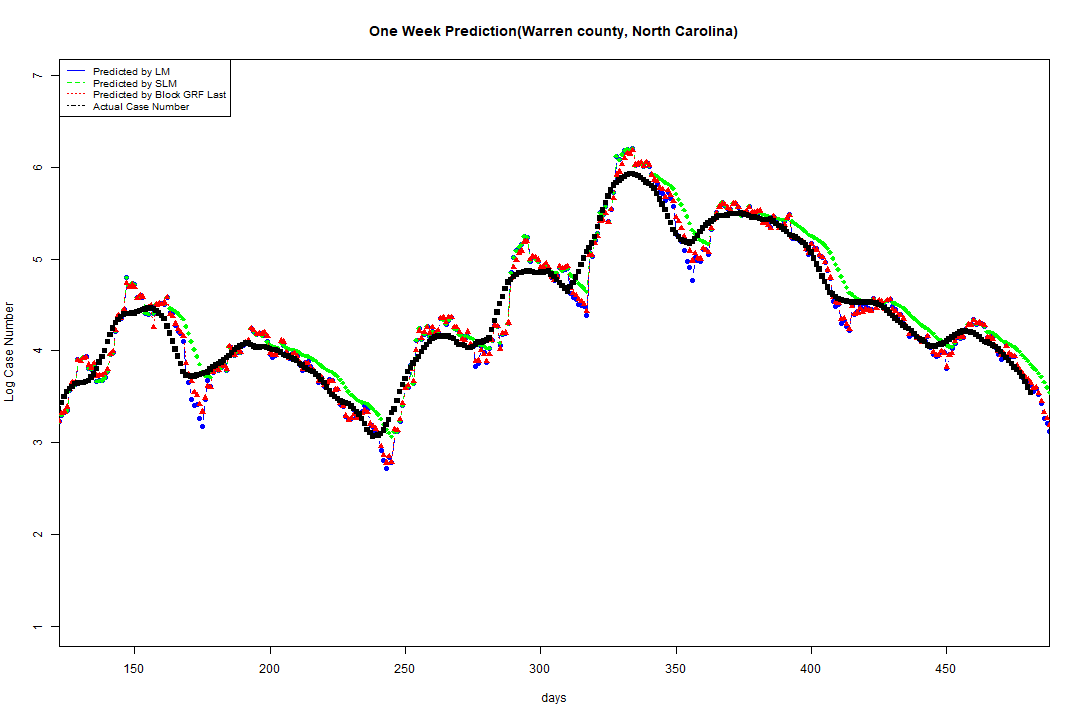 One Week Prediction(Warren county, North Carolina)
Predicted by LM
Predicted by SLM
Predicted by Block GRF Last
Actual Case Number
7
6
5
4
3
2
1
Log Case Number
150 200 250 300 350 400 450
days